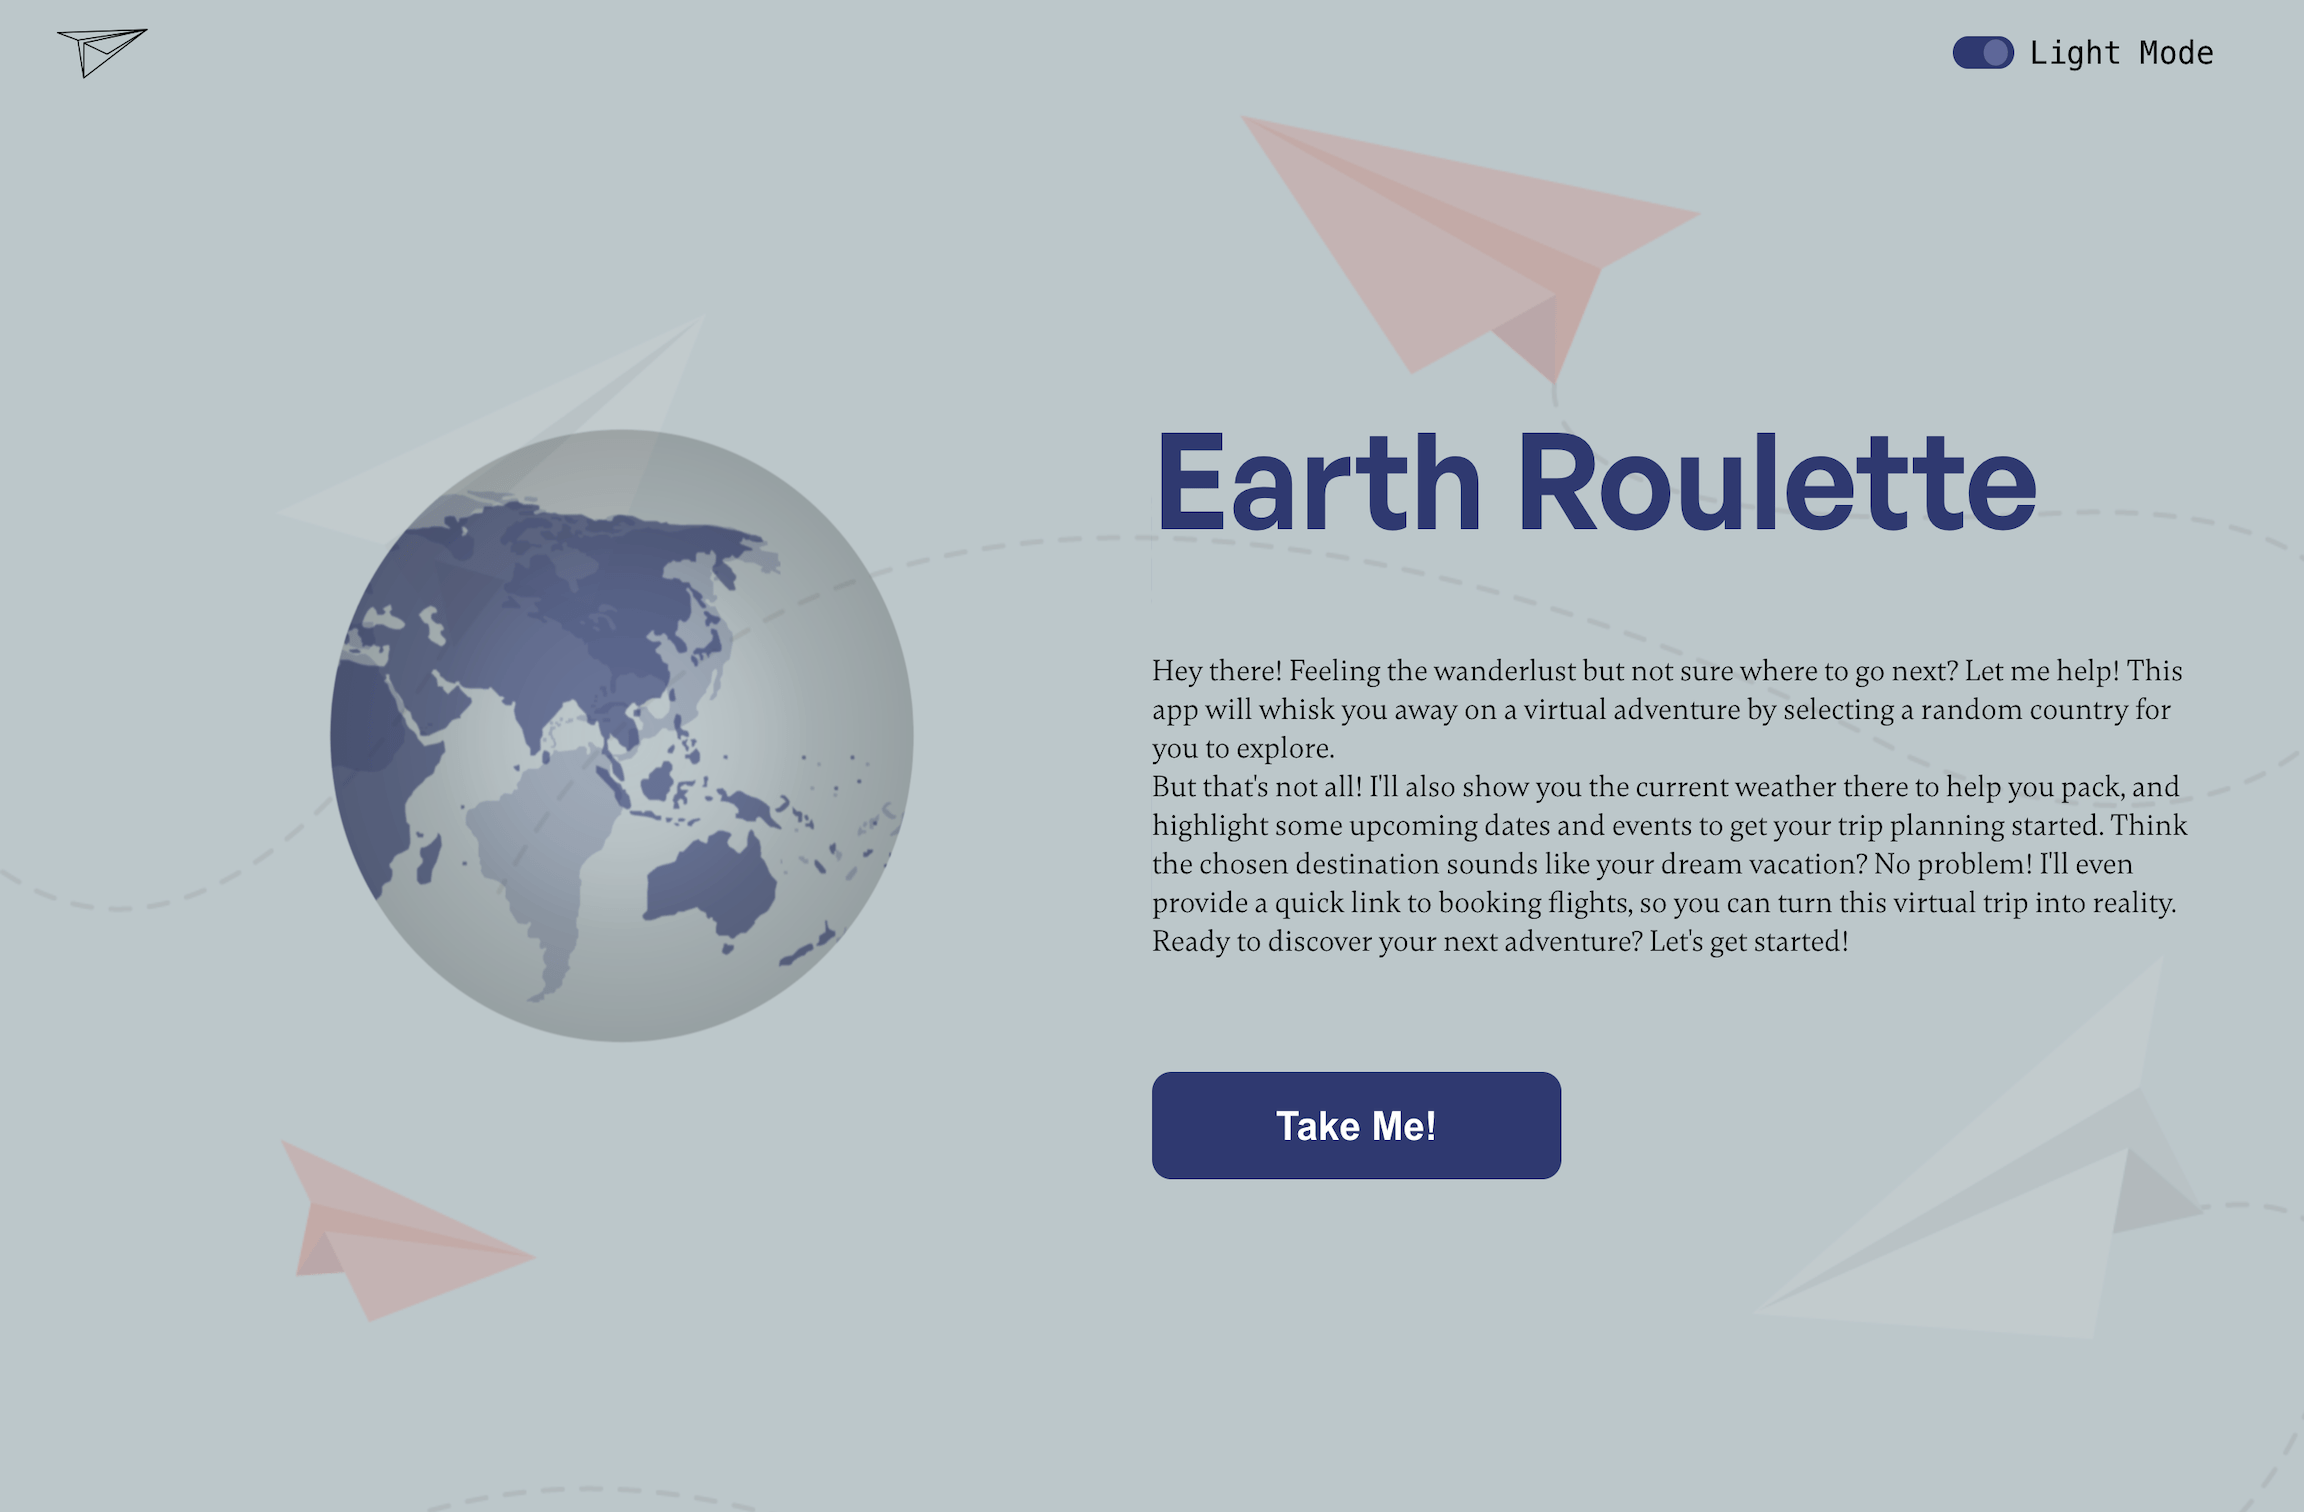 Light Mode
Earth Roulette
Hey there! Feeling the wanderlust but not sure where to go next? Let me help! This
app will whisk you away on a virtual adventure by selecting a random country for
you to explore.
But that's not all! I'll also show you the current weather there to help you pack, and
highlight some upcoming dates and events to get your trip planning started. Think
the chosen destination sounds like your dream vacation? No problem! I'll even
provide a quick link to booking flights, so you can turn this virtual trip into reality.
Ready to discover your next adventure? Let's get started!
Take Me!